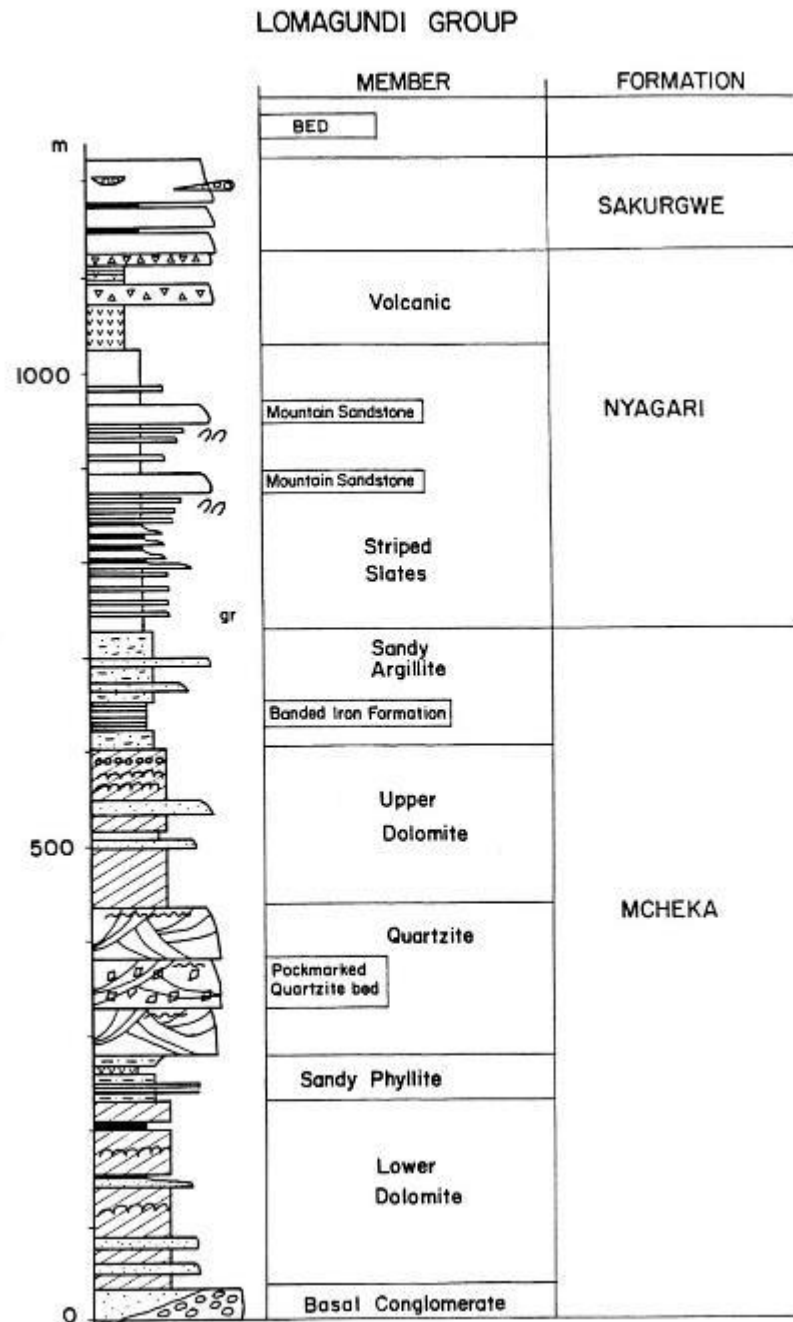 LOMAGUNDI GROUP
MEMBER
FORMATION
BED
m
SAKURGWE
Volcanic
1000
NYAGARI
Mountain Sandstone
Mountain Sandstone
Striped
Slates
gr
Sandy
Argillite
Banded Iron Formation
Upper
Dolomite
500
MCHEKA
Quartzite
Pockmarked
Quartzite bed
Sandy Phyllite
Lower
Dolomite
Basal Conglomerate
0